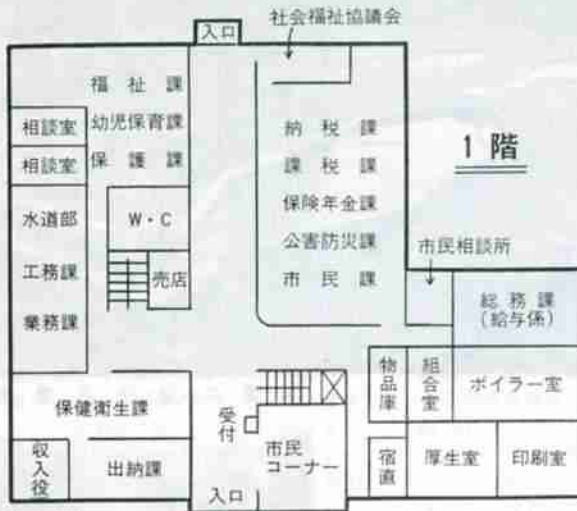 社会福祉協議会
入口
福祉課
幼児保育課
保護課
相談室
相談室
水道部
工務課
業務課
W・C
売店
納税課
課税課
保険年金課
公害防災課
市民課
1階
市民相談所
総務課
(給与係)
物品庫
組合室
ボイラー室
保健衛生課
受付
市民
コーナー
収入役
出納課
入口
宿直
厚生室
印刷室